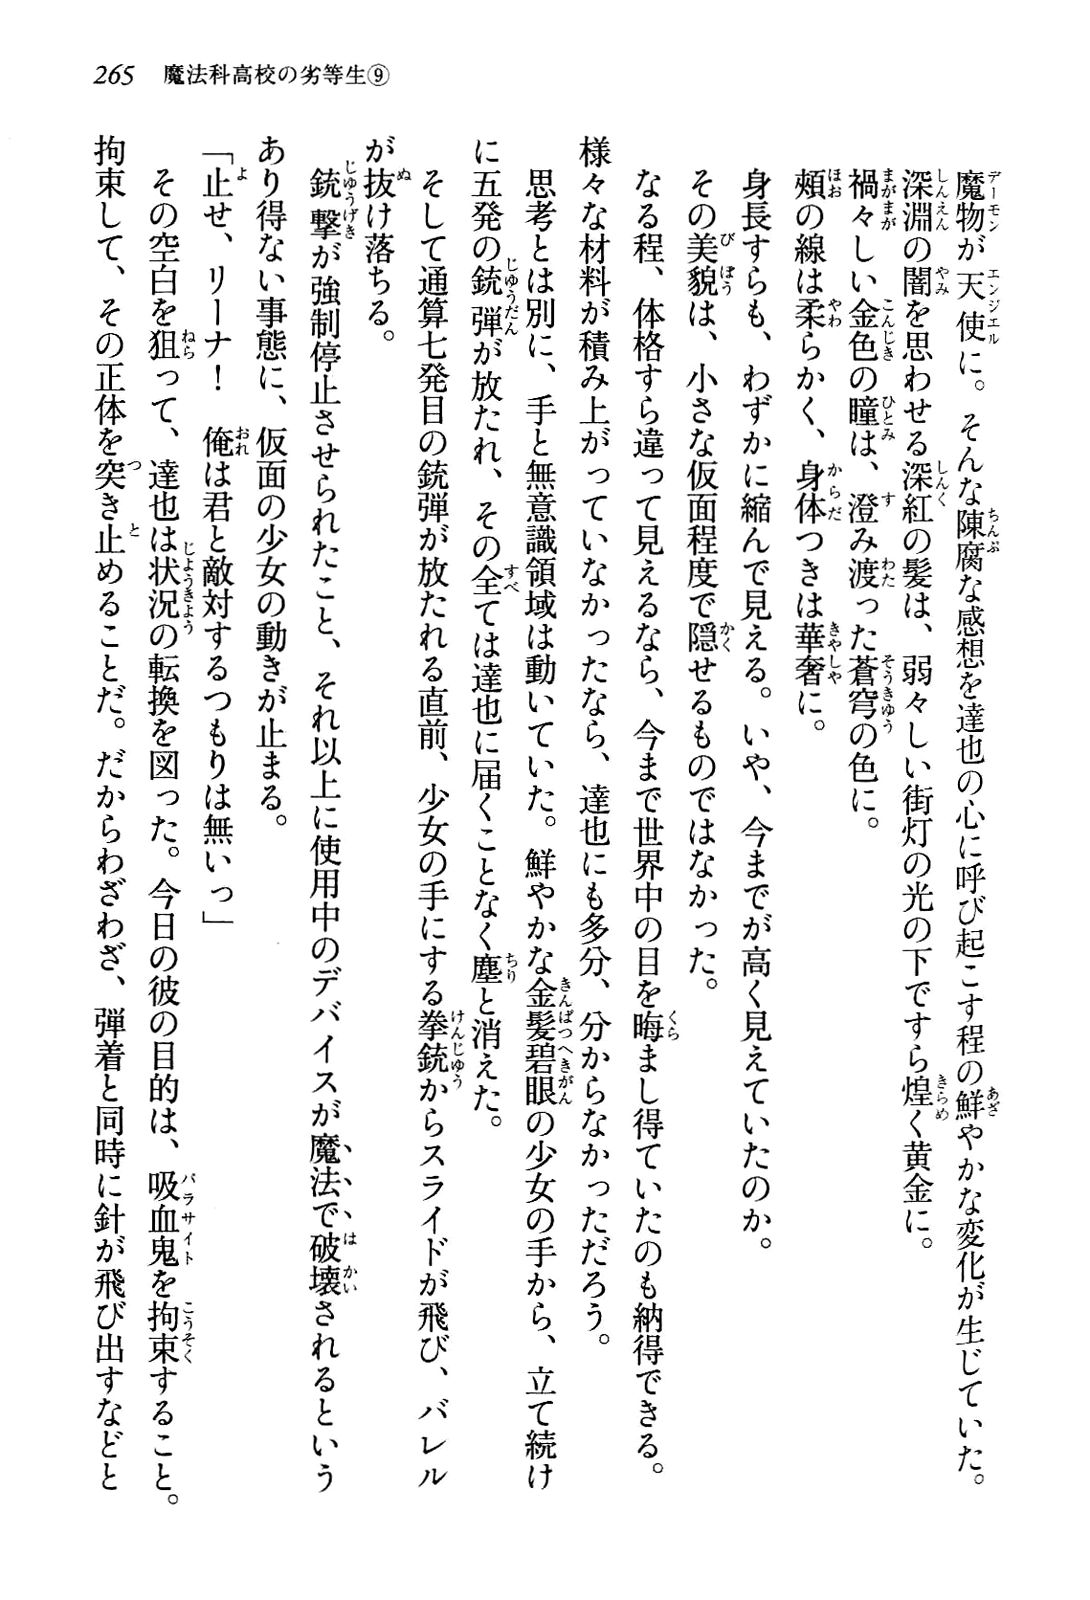 265 魔法科高校の劣等生⑨
魔物が天使に。そんな陳腐な感想を達也の心に呼び起こす程の鮮やかな変化が生じていた。
深淵の闇を思わせる深紅の髪は、弱々しい街灯の光の下ですら煌く黄金に。
禍々しい金色の瞳は、澄み渡った蒼穹の色に。
頰の線は柔らかく、身体つきは華奢に。
身長すらも、わずかに縮んで見える。いや、今までが高く見えていたのか。
その美貌は、小さな仮面程度で隠せるものではなかった。
なる程、体格すら違って見えるなら、今まで世界中の目を晦まし得ていたのも納得できる。
様々な材料が積み上がっていなかったなら、達也にも多分、分からなかっただろう。
思考とは別に、手と無意識領域は動いていた。鮮やかな金髪碧眼の少女の手から、立て続け
に五発の銃弾が放たれ、その全ては達也に届くことなく塵と消えた。
そして通算七発目の銃弾が放たれる直前、少女の手にする拳銃からスライドが飛び、バレル
が抜け落ちる。
銃撃が強制停止させられたこと、それ以上に使用中のデバイスが魔法で破壊されるという
あり得ない事態に、仮面の少女の動きが止まる。
「止せ、リーナ！　俺は君と敵対するつもりは無いっ」
その空白を狙って、達也は状況の転換を図った。今日の彼の目的は、吸血鬼を拘束すること。
拘束して、その正体を突き止めることだ。だからわざわざ、弾着と同時に針が飛び出すなどと